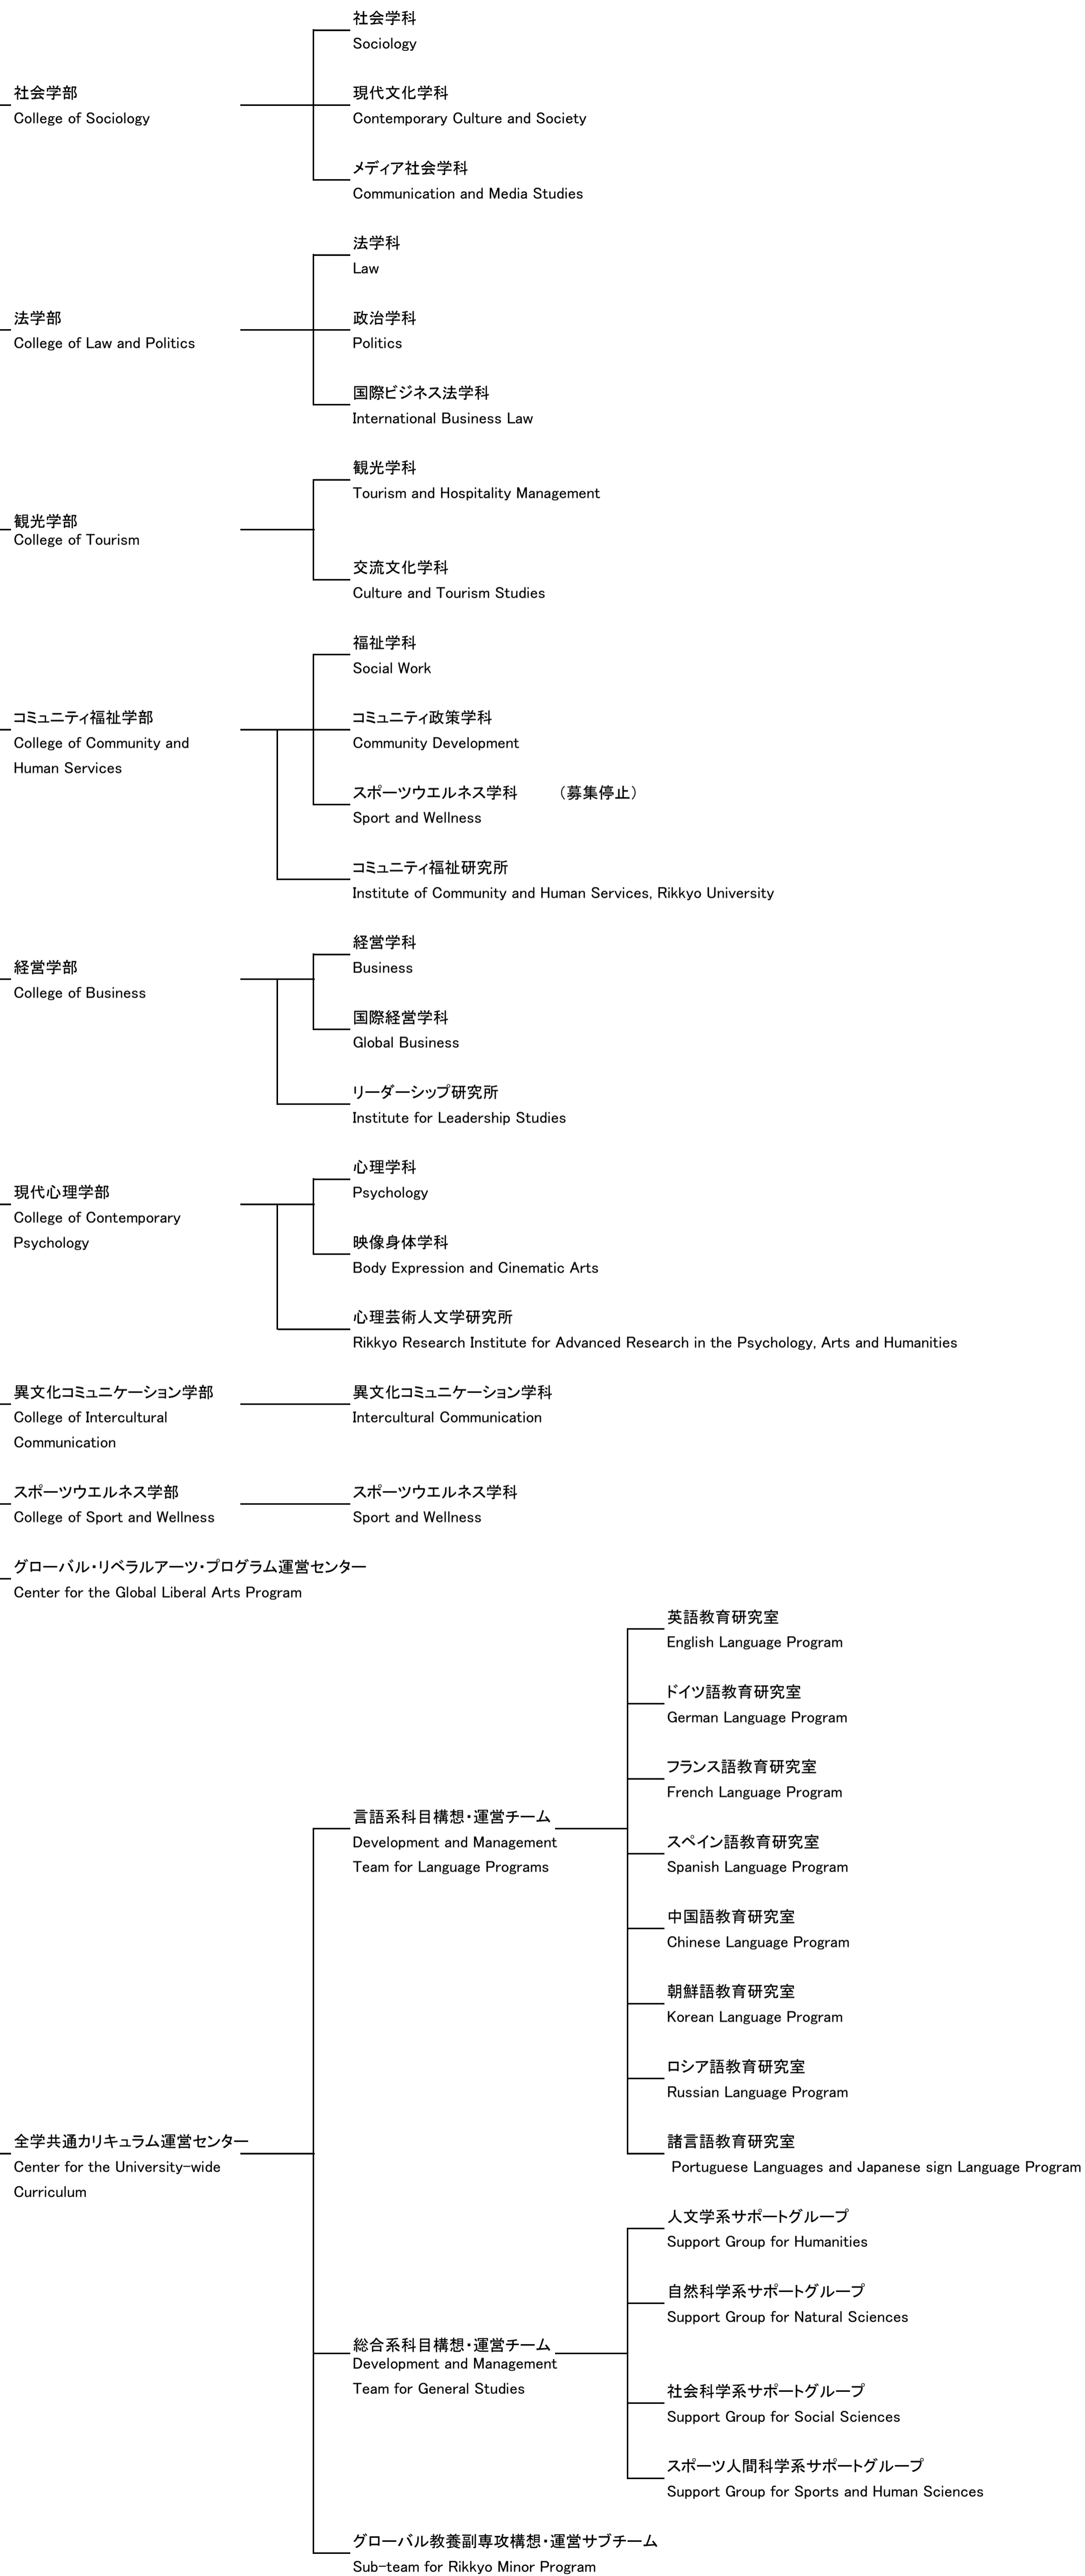 社会学科
Sociology
社会学部
College of Sociology
現代文化学科
Contemporary Culture and Society
メディア社会学科
Communication and Media Studies
法学科
Law
法学部
College of Law and Politics
政治学科
Politics
国際ビジネス法学科
International Business Law
観光学科
Tourism and Hospitality Management
観光学部
College of Tourism
交流文化学科
Culture and Tourism Studies
福祉学科
Social Work
コミュニティ福祉学部
College of Community and
Human Services
コミュニティ政策学科
Community Development
スポーツウエルネス学科 （募集停止）
Sport and Wellness
コミュニティ福祉研究所
Institute of Community and Human Services, Rikkyo University
経営学科
Business
経営学部
College of Business
国際経営学科
Global Business
リーダーシップ研究所
Institute for Leadership Studies
心理学科
Psychology
現代心理学部
College of Contemporary
Psychology
映像身体学科
Body Expression and Cinematic Arts
心理芸術人文学研究所
Rikkyo Research Institute for Advanced Research in the Psychology, Arts and Humanities
異文化コミュニケーション学部
College of Intercultural
Communication
異文化コミュニケーション学科
Intercultural Communication
スポーツウエルネス学部
College of Sport and Wellness
スポーツウエルネス学科
Sport and Wellness
グローバル・リベラルアーツ・プログラム運営センター
Center for the Global Liberal Arts Program
英語教育研究室
English Language Program
ドイツ語教育研究室
German Language Program
フランス語教育研究室
French Language Program
言語系科目構想・運営チーム
Development and Management
Team for Language Programs
スペイン語教育研究室
Spanish Language Program
中国語教育研究室
Chinese Language Program
朝鮮語教育研究室
Korean Language Program
ロシア語教育研究室
Russian Language Program
全学共通カリキュラム運営センター
Center for the University-wide
Curriculum
諸言語教育研究室
Portuguese Languages and Japanese sign Language Program
人文学系サポートグループ
Support Group for Humanities
自然科学系サポートグループ
Support Group for Natural Sciences
総合系科目構想・運営チーム
Development and Management
Team for General Studies
社会科学系サポートグループ
Support Group for Social Sciences
スポーツ人間科学系サポートグループ
Support Group for Sports and Human Sciences
グローバル教養副専攻構想・運営サブチーム
Sub-team for Rikkyo Minor Program